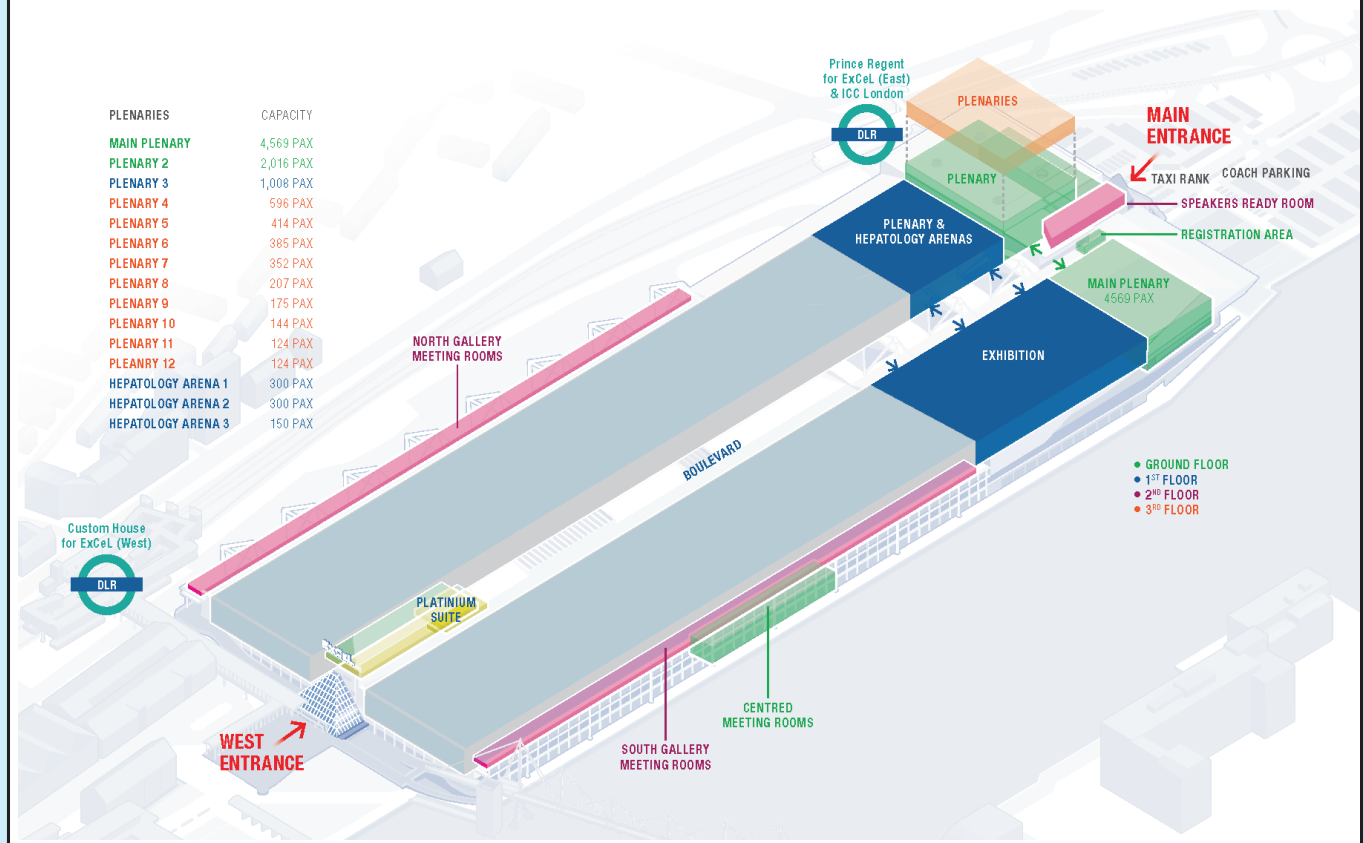 Prince Regent
for ExCeL (East)
& ICC London
DLR
PLENARIES
MAIN
ENTRANCE
TAXI RANK
COACH PARKING
SPEAKERS READY ROOM
REGISTRATION AREA
PLENARY
PLENARY &
HEPATOLOGY ARENAS
MAIN PLENARY
4569 PAX
EXHIBITION
PLENARIES CAPACITY
MAIN PLENARY 4,569 PAX
PLENARY 2 2,016 PAX
PLENARY 3 1,008 PAX
PLENARY 4 596 PAX
PLENARY 5 414 PAX
PLENARY 6 385 PAX
PLENARY 7 352 PAX
PLENARY 8 207 PAX
PLENARY 9 175 PAX
PLENARY 10 144 PAX
PLENARY 11 124 PAX
PLEANRY 12 124 PAX
HEPATOLOGY ARENA 1 300 PAX
HEPATOLOGY ARENA 2 300 PAX
HEPATOLOGY ARENA 3 150 PAX
NORTH GALLERY
MEETING ROOMS
BOULEVARD
GROUND FLOOR
1ST FLOOR
2ND FLOOR
3RD FLOOR
Custom House
for ExCeL (West)
DLR
PLATINIUM
SUITE
WEST
ENTRANCE
CENTRED
MEETING ROOMS
SOUTH GALLERY
MEETING ROOMS